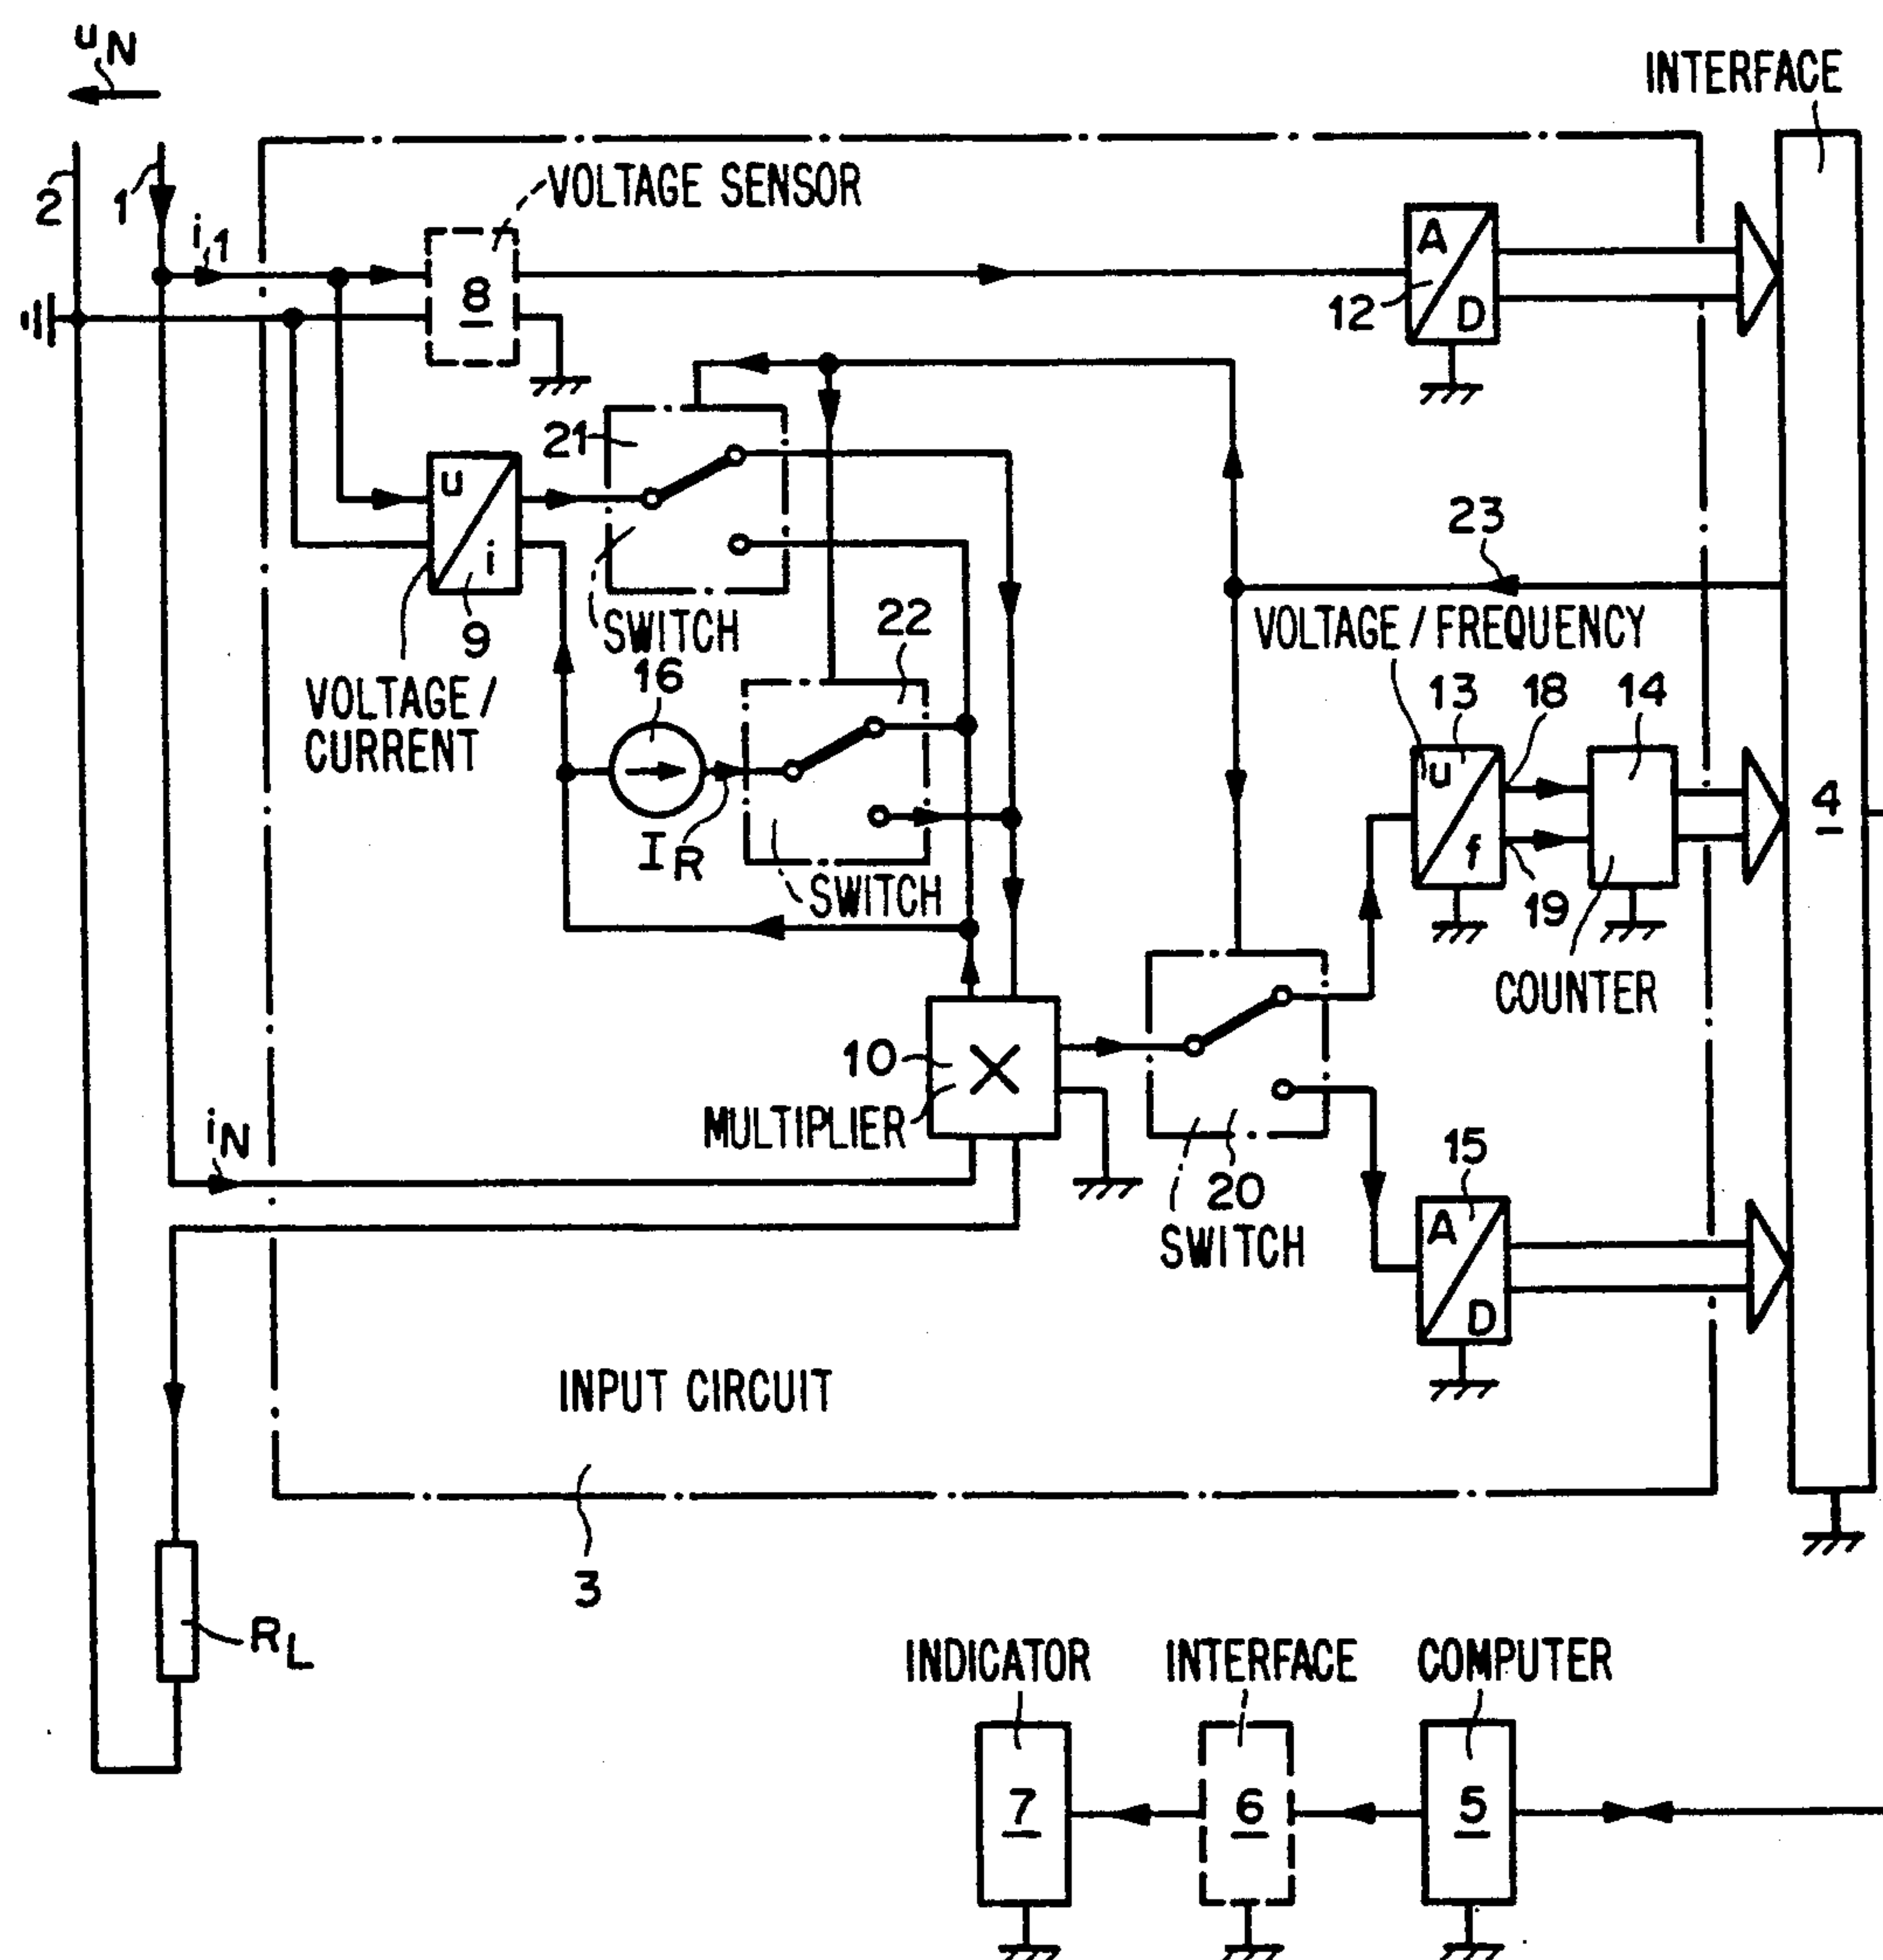 uN
INTERFACE
2
1
i1
VOLTAGE SENSOR
8
12
A
D
21
u
i
9
SWITCH
VOLTAGE /
CURRENT
16
IR
22
SWITCH
23
VOLTAGE / FREQUENCY
13
18
14
u
f
19
4
COUNTER
10
X
MULTIPLIER
iN
20
SWITCH
15
A
D
INPUT CIRCUIT
3
RL
INDICATOR
INTERFACE
COMPUTER
7
6
5